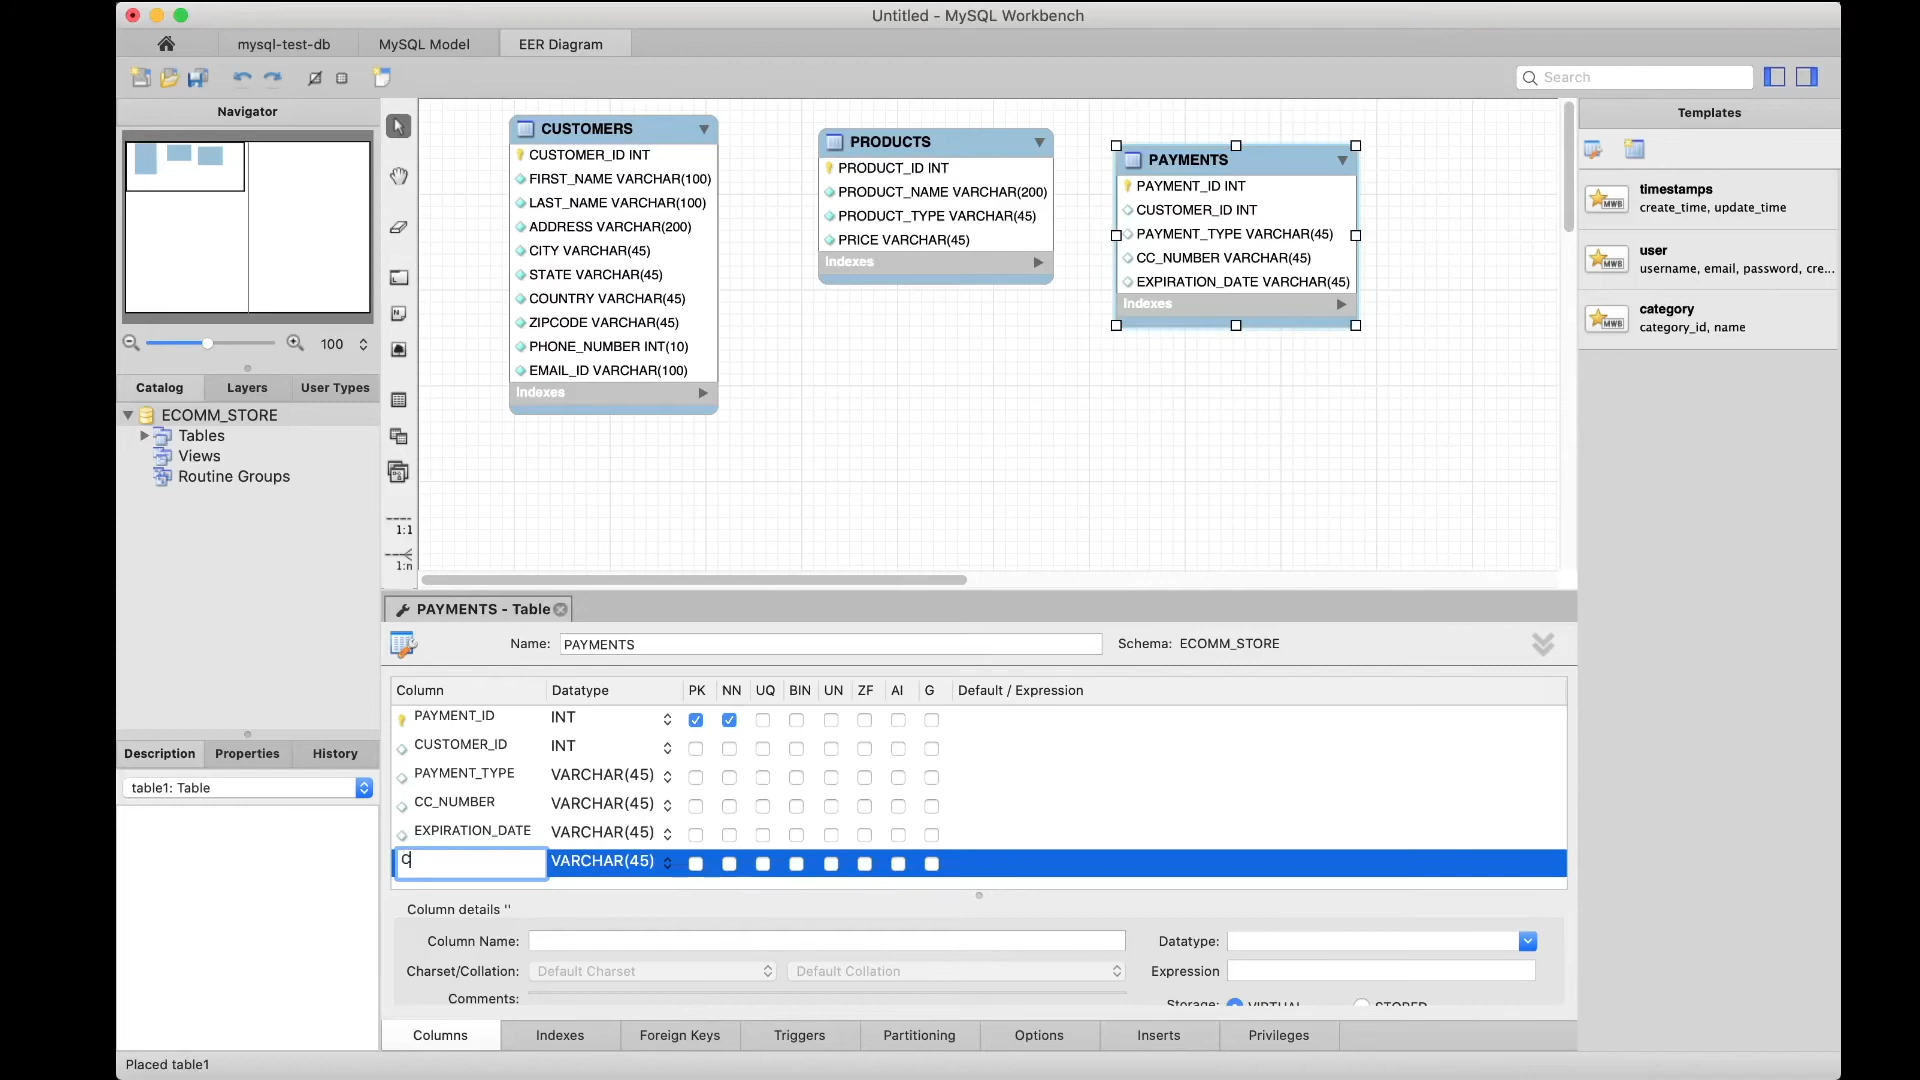 Untitled - MySQL Workbench
mysql-test-db
MySQL Model
EER Diagram
Search
Navigator
100
Catalog
Layers
User Types
ECOMM_STORE
Tables
Views
Routine Groups
Description
Properties
History
table1: Table
1:1
1:n
CUSTOMERS
CUSTOMER_ID INT
FIRST_NAME VARCHAR(100)
LAST_NAME VARCHAR(100)
ADDRESS VARCHAR(200)
CITY VARCHAR(45)
STATE VARCHAR(45)
COUNTRY VARCHAR(45)
ZIPCODE VARCHAR(45)
PHONE_NUMBER INT(10)
EMAIL_ID VARCHAR(100)
Indexes
PRODUCTS
PRODUCT_ID INT
PRODUCT_NAME VARCHAR(200)
PRODUCT_TYPE VARCHAR(45)
PRICE VARCHAR(45)
Indexes
PAYMENTS
PAYMENT_ID INT
CUSTOMER_ID INT
PAYMENT_TYPE VARCHAR(45)
CC_NUMBER VARCHAR(45)
EXPIRATION_DATE VARCHAR(45)
Indexes
Templates
timestamps
create_time, update_time
user
username, email, password, cre...
category
category_id, name
MWB
MWB
MWB
PAYMENTS - Table
Name: PAYMENTS Schema: ECOMM_STORE
Column Datatype PK NN UQ BIN UN ZF AI G Default / Expression
PAYMENT_ID INT
CUSTOMER_ID INT
PAYMENT_TYPE VARCHAR(45)
CC_NUMBER VARCHAR(45)
EXPIRATION_DATE VARCHAR(45)
C VARCHAR(45)
Column details ''
Column Name: Datatype:
Charset/Collation: Default Charset Default Collation Expression
Comments: Storage: VIRTUAL STORED
Columns
Indexes
Foreign Keys
Triggers
Partitioning
Options
Inserts
Privileges
Placed table1